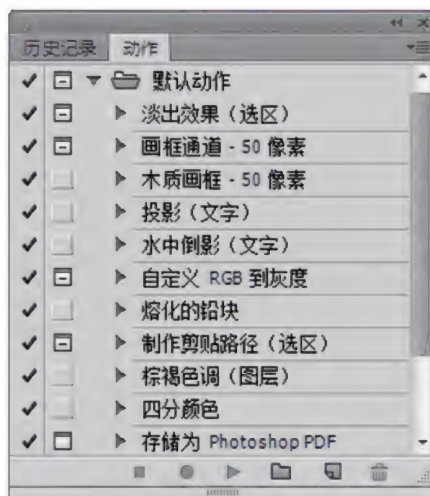 历史记录 动作
默认动作
淡出效果（选区）
画框通道 - 50 像素
木质画框 - 50 像素
投影（文字）
水中倒影（文字）
自定义 RGB 到灰度
熔化的铅块
制作剪贴路径（选区）
棕褐色调（图层）
四分颜色
存储为 Photoshop PDF